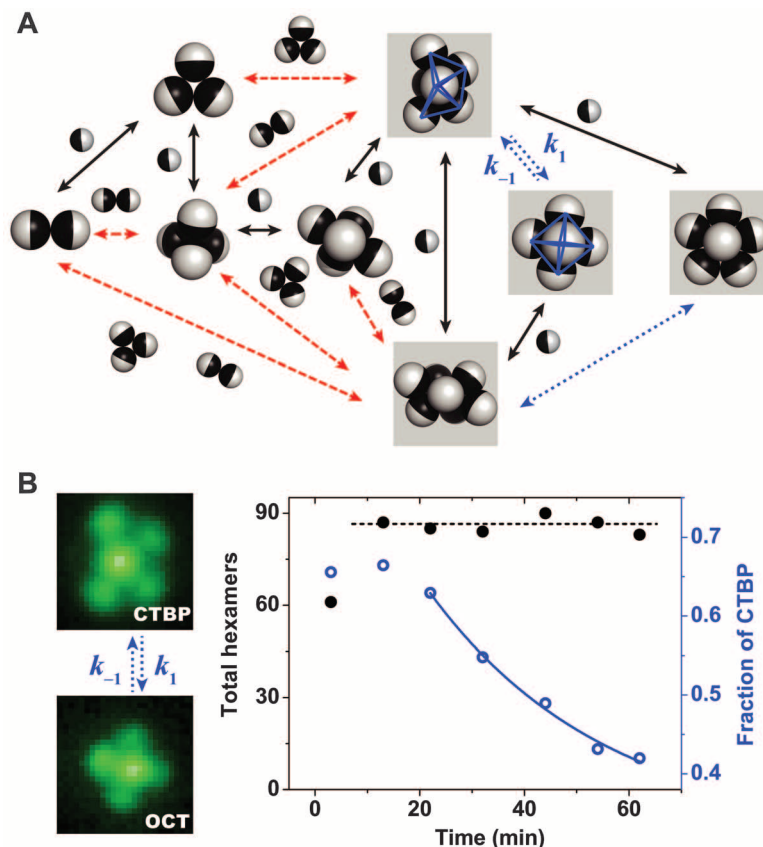 A
k₋₁
k₁
B
CTBP
k₋₁
k₁
OCT
Total hexamers
90
60
30
0
0
20
40
60
Time (min)
0.7
0.6
0.5
0.4
Fraction of CTBP